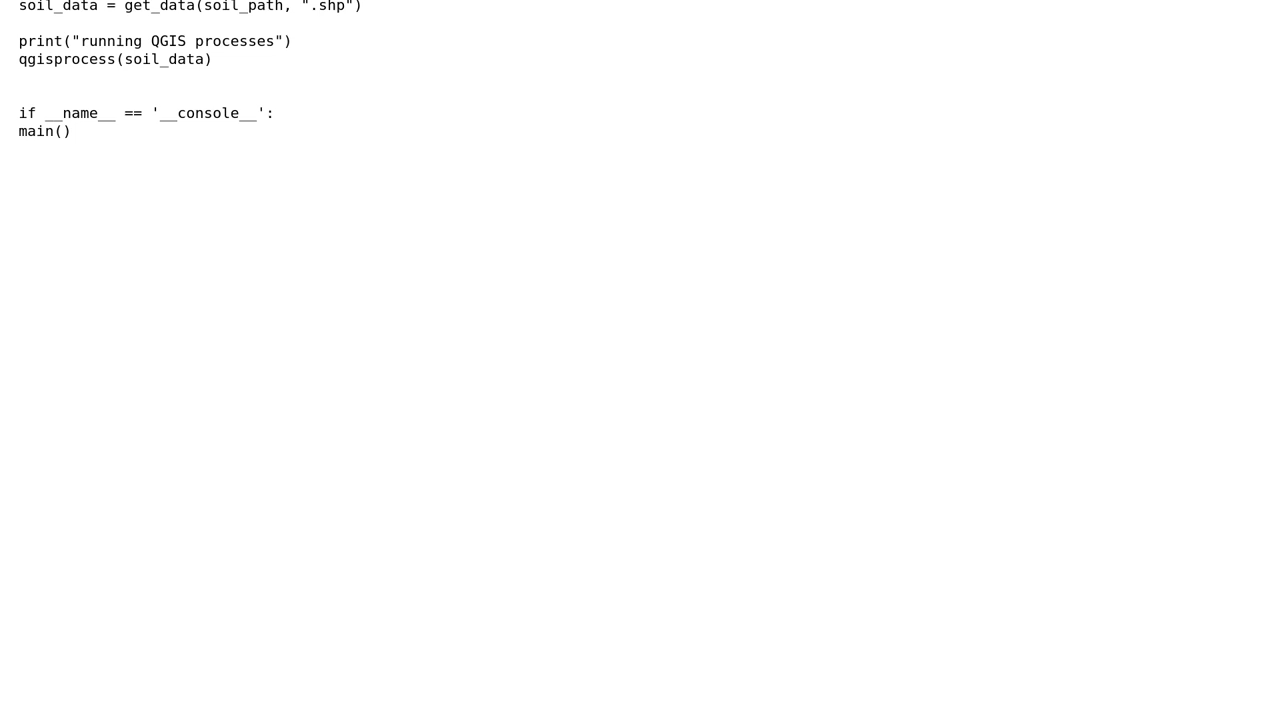 soil_data = get_data(soil_path, ".shp")
print("running QGIS processes")
qgisprocess(soil_data)
if __name__ == '__console__':
main()